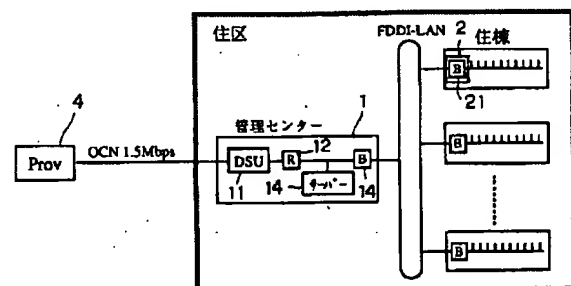 住区
FDDI-LAN
2
住棟
B
21
4
管理センター
1
12
Prov
OCN 1.5Mbps
DSU
R
B
11
14
サーバー
14
B
B